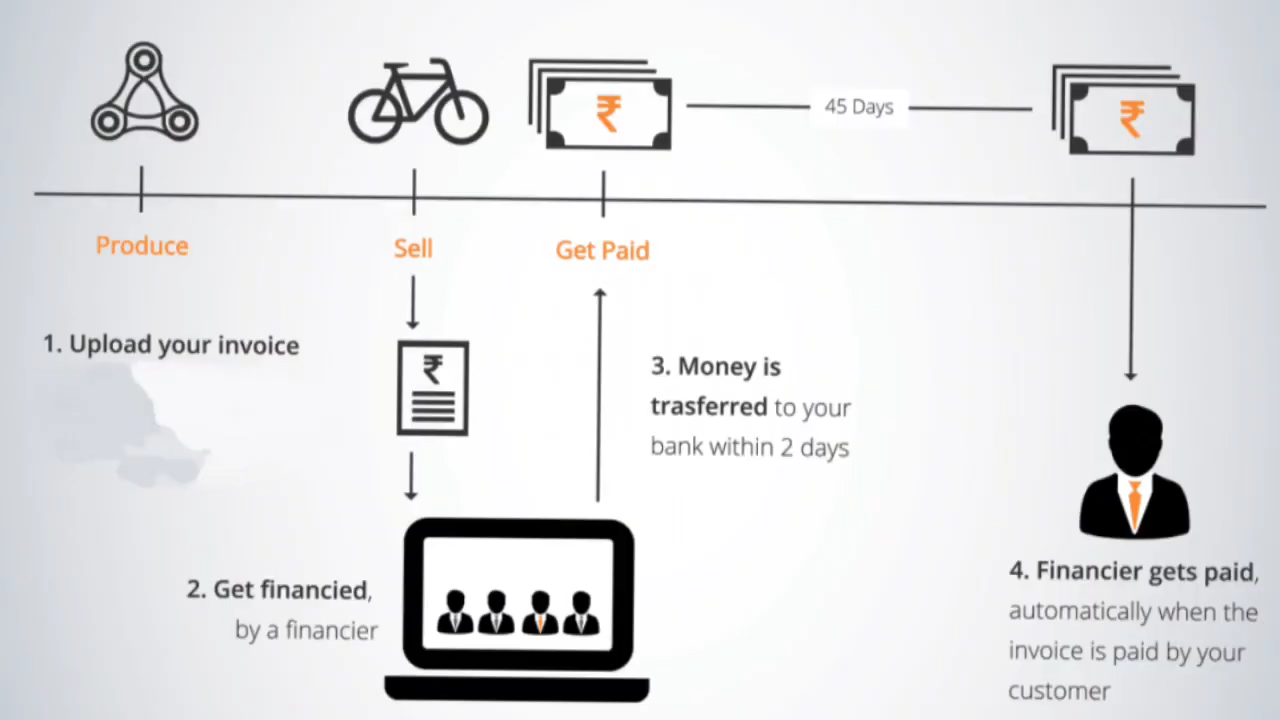 ₹
45 Days
₹
Produce
Sell
Get Paid
1. Upload your invoice
₹
3. Money is
trasferred to your
bank within 2 days
2. Get financied,
by a financier
4. Financier gets paid,
automatically when the
invoice is paid by your
customer